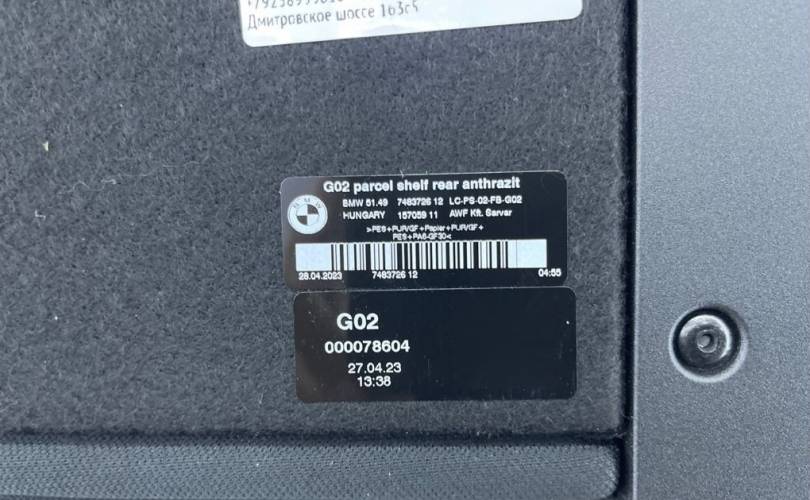 Дмитровское шоссе 163с5
G02 parcel shelf rear anthrazit
BMW 51.49 7483726 12 LC-PS-02-FB-G02
HUNGARY 157059 11 AWF Kft. Sarvar
>PES+PUR/GF+Papier+PUR/GF+
PES+PA6-GF30<
28.04.2023 7483726 12 04:55
G02
000078604
27.04.23
13:38